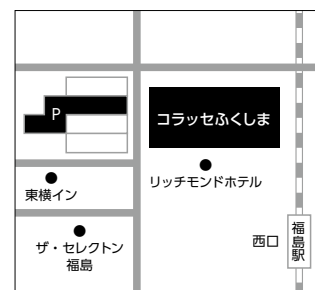 P
コラッセふくしま
リッチモンドホテル
東横イン
ザ・セレクトン
福島
西口
福島駅